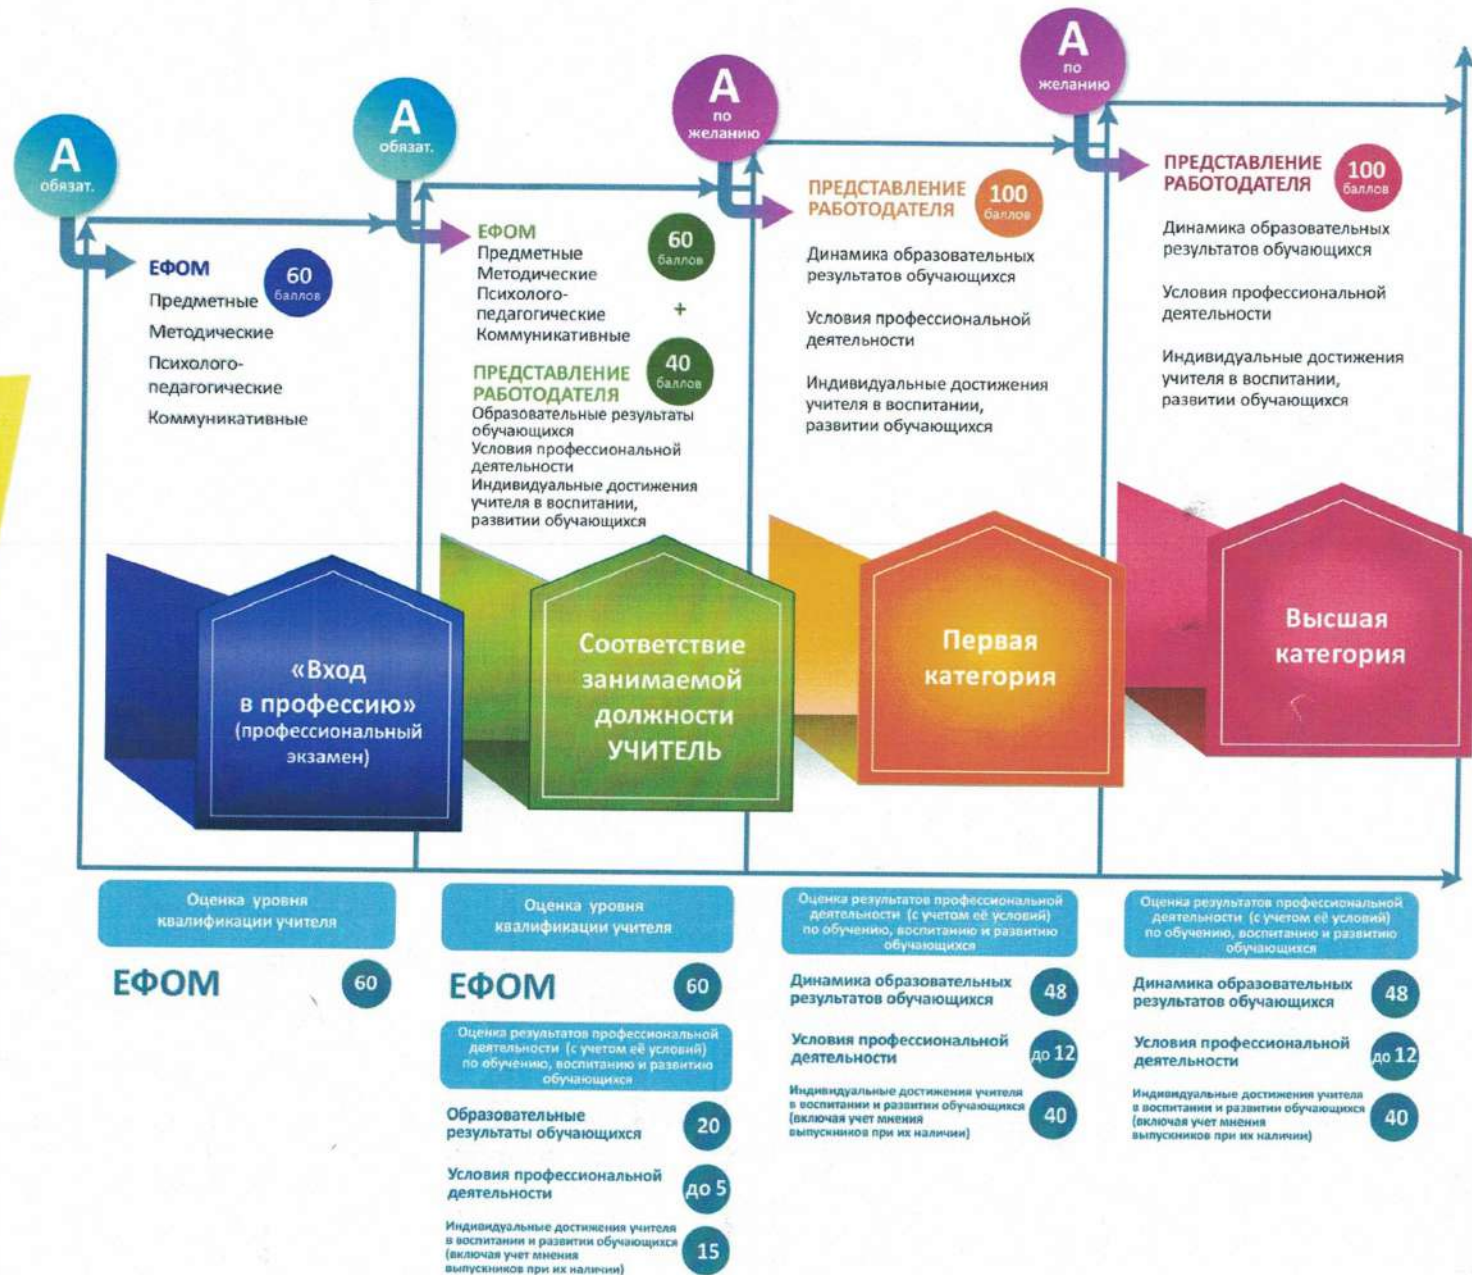 А
обязат.
ЕФОМ
60
баллов
Предметные
Методические
Психолого-
педагогические
Коммуникативные
«Вход
в профессию»
(профессиональный
экзамен)
Оценка уровня
квалификации учителя
ЕФОМ
60
А
обязат.
ЕФОМ
60
баллов
Предметные
Методические
Психолого-
педагогические
Коммуникативные
+
ПРЕДСТАВЛЕНИЕ
РАБОТОДАТЕЛЯ
40
баллов
Образовательные результаты
обучающихся
Условия профессиональной
деятельности
Индивидуальные достижения
учителя в воспитании,
развитии обучающихся
Соответствие
занимаемой
должности
УЧИТЕЛЬ
Оценка уровня
квалификации учителя
ЕФОМ
60
Оценка результатов профессиональной
деятельности (с учетом её условий)
по обучению, воспитанию и развитию
обучающихся
Образовательные
результаты обучающихся
20
Условия профессиональной
деятельности
до 5
Индивидуальные достижения учителя
в воспитании и развитии обучающихся
(включая учет мнения
выпускников при их наличии)
15
А
по
желанию
ПРЕДСТАВЛЕНИЕ
РАБОТОДАТЕЛЯ
100
баллов
Динамика образовательных
результатов обучающихся
Условия профессиональной
деятельности
Индивидуальные достижения
учителя в воспитании,
развитии обучающихся
Первая
категория
Оценка результатов профессиональной
деятельности (с учетом её условий)
по обучению, воспитанию и развитию
обучающихся
Динамика образовательных
результатов обучающихся
48
Условия профессиональной
деятельности
до 12
Индивидуальные достижения учителя
в воспитании и развитии обучающихся
(включая учет мнения
выпускников при их наличии)
40
А
по
желанию
ПРЕДСТАВЛЕНИЕ
РАБОТОДАТЕЛЯ
100
баллов
Динамика образовательных
результатов обучающихся
Условия профессиональной
деятельности
Индивидуальные достижения
учителя в воспитании,
развитии обучающихся
Высшая
категория
Оценка результатов профессиональной
деятельности (с учетом её условий)
по обучению, воспитанию и развитию
обучающихся
Динамика образовательных
результатов обучающихся
48
Условия профессиональной
деятельности
до 12
Индивидуальные достижения учителя
в воспитании и развитии обучающихся
(включая учет мнения
выпускников при их наличии)
40